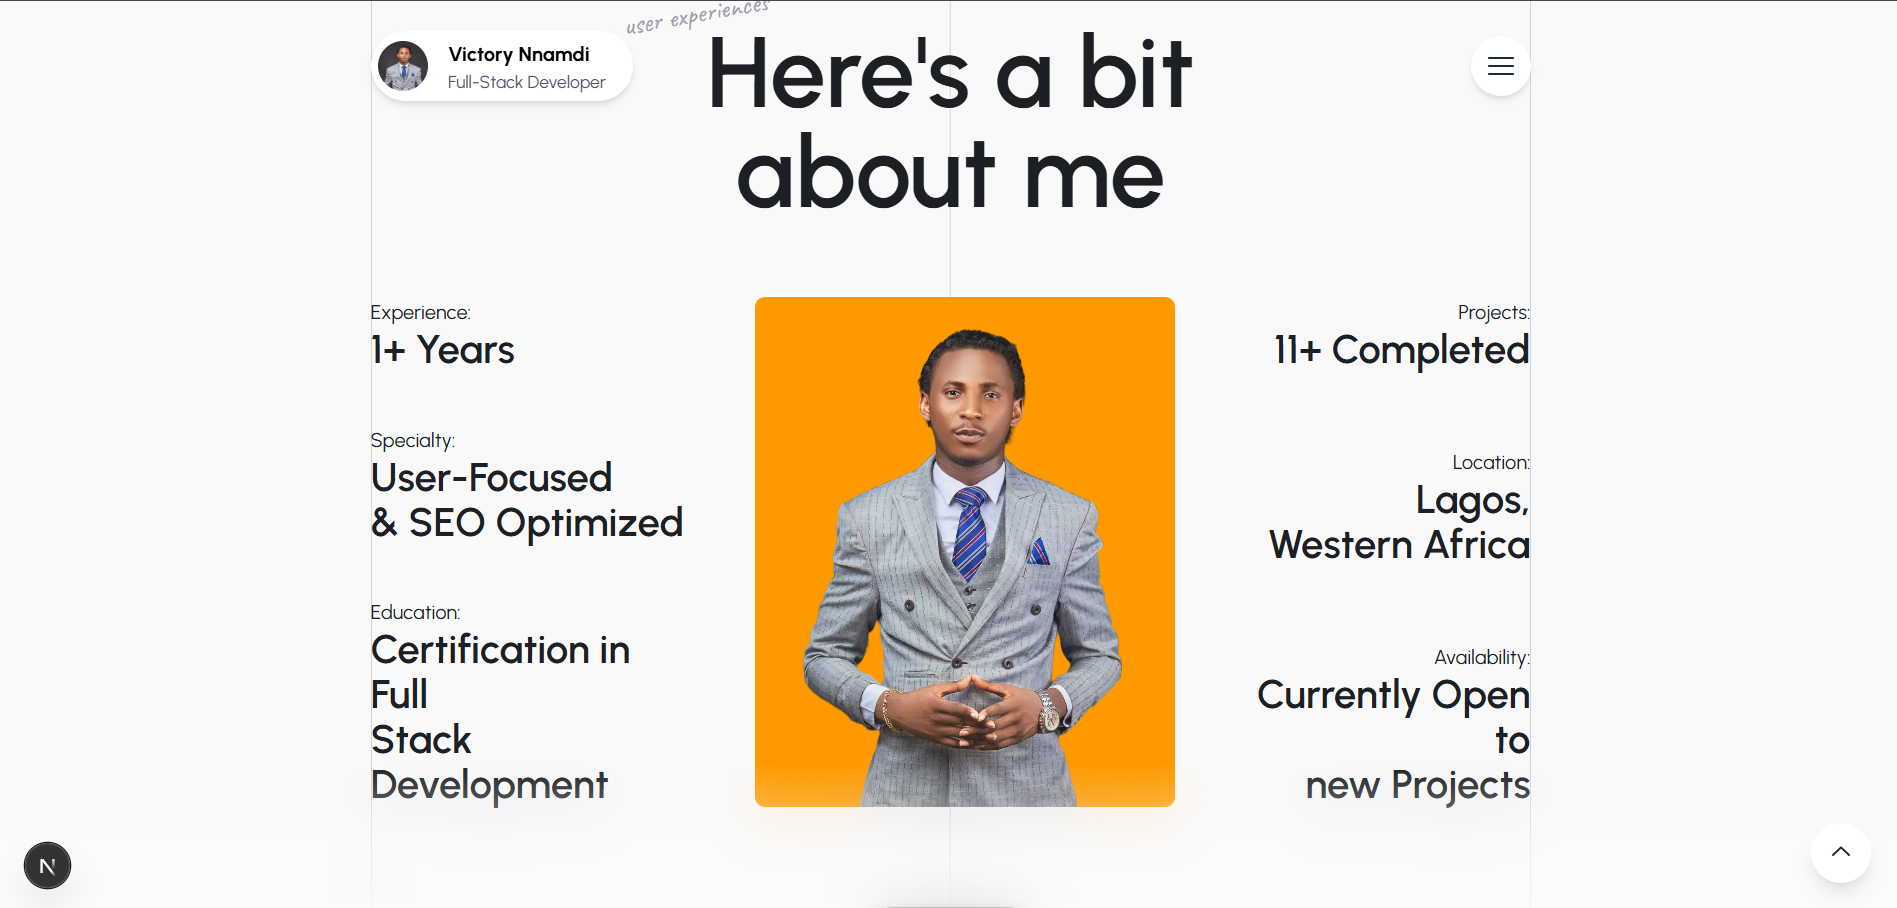 user experiences
Victory Nnamdi
Full-Stack Developer
Here's a bit
about me
Experience:
1+ Years
Specialty:
User-Focused
& SEO Optimized
Education:
Certification in
Full
Stack
Development
Projects:
11+ Completed
Location:
Lagos,
Western Africa
Availability:
Currently Open
to
new Projects
N